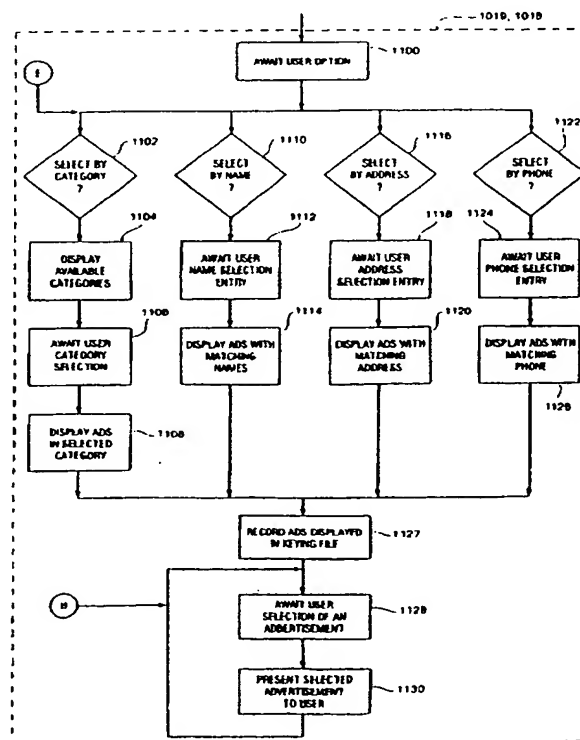 1019, 1018
AWAIT USER OPTION
1100
SELECT BY
CATEGORY
?
1102
SELECT
BY NAME
?
1110
SELECT
BY ADDRESS
?
1116
SELECT
BY PHONE
?
1122
DISPLAY
AVAILABLE
CATEGORIES
1104
AWAIT USER
NAME SELECTION
ENTRY
1112
AWAIT USER
ADDRESS
SELECTION ENTRY
1118
AWAIT USER
PHONE SELECTION
ENTRY
1124
AWAIT USER
CATEGORY
SELECTION
1106
DISPLAY ADS WITH
MATCHING
NAMES
1114
DISPLAY ADS WITH
MATCHING
ADDRESS
1120
DISPLAY ADS WITH
MATCHING
PHONE
1126
DISPLAY ADS
IN SELECTED
CATEGORY
1108
RECORD ADS DISPLAYED
IN KEYING FILE
1127
AWAIT USER
SELECTION OF AN
ADBERTISEMENT
1128
PRESENT SELECTED
ADVERTISEMENT
TO USER
1130